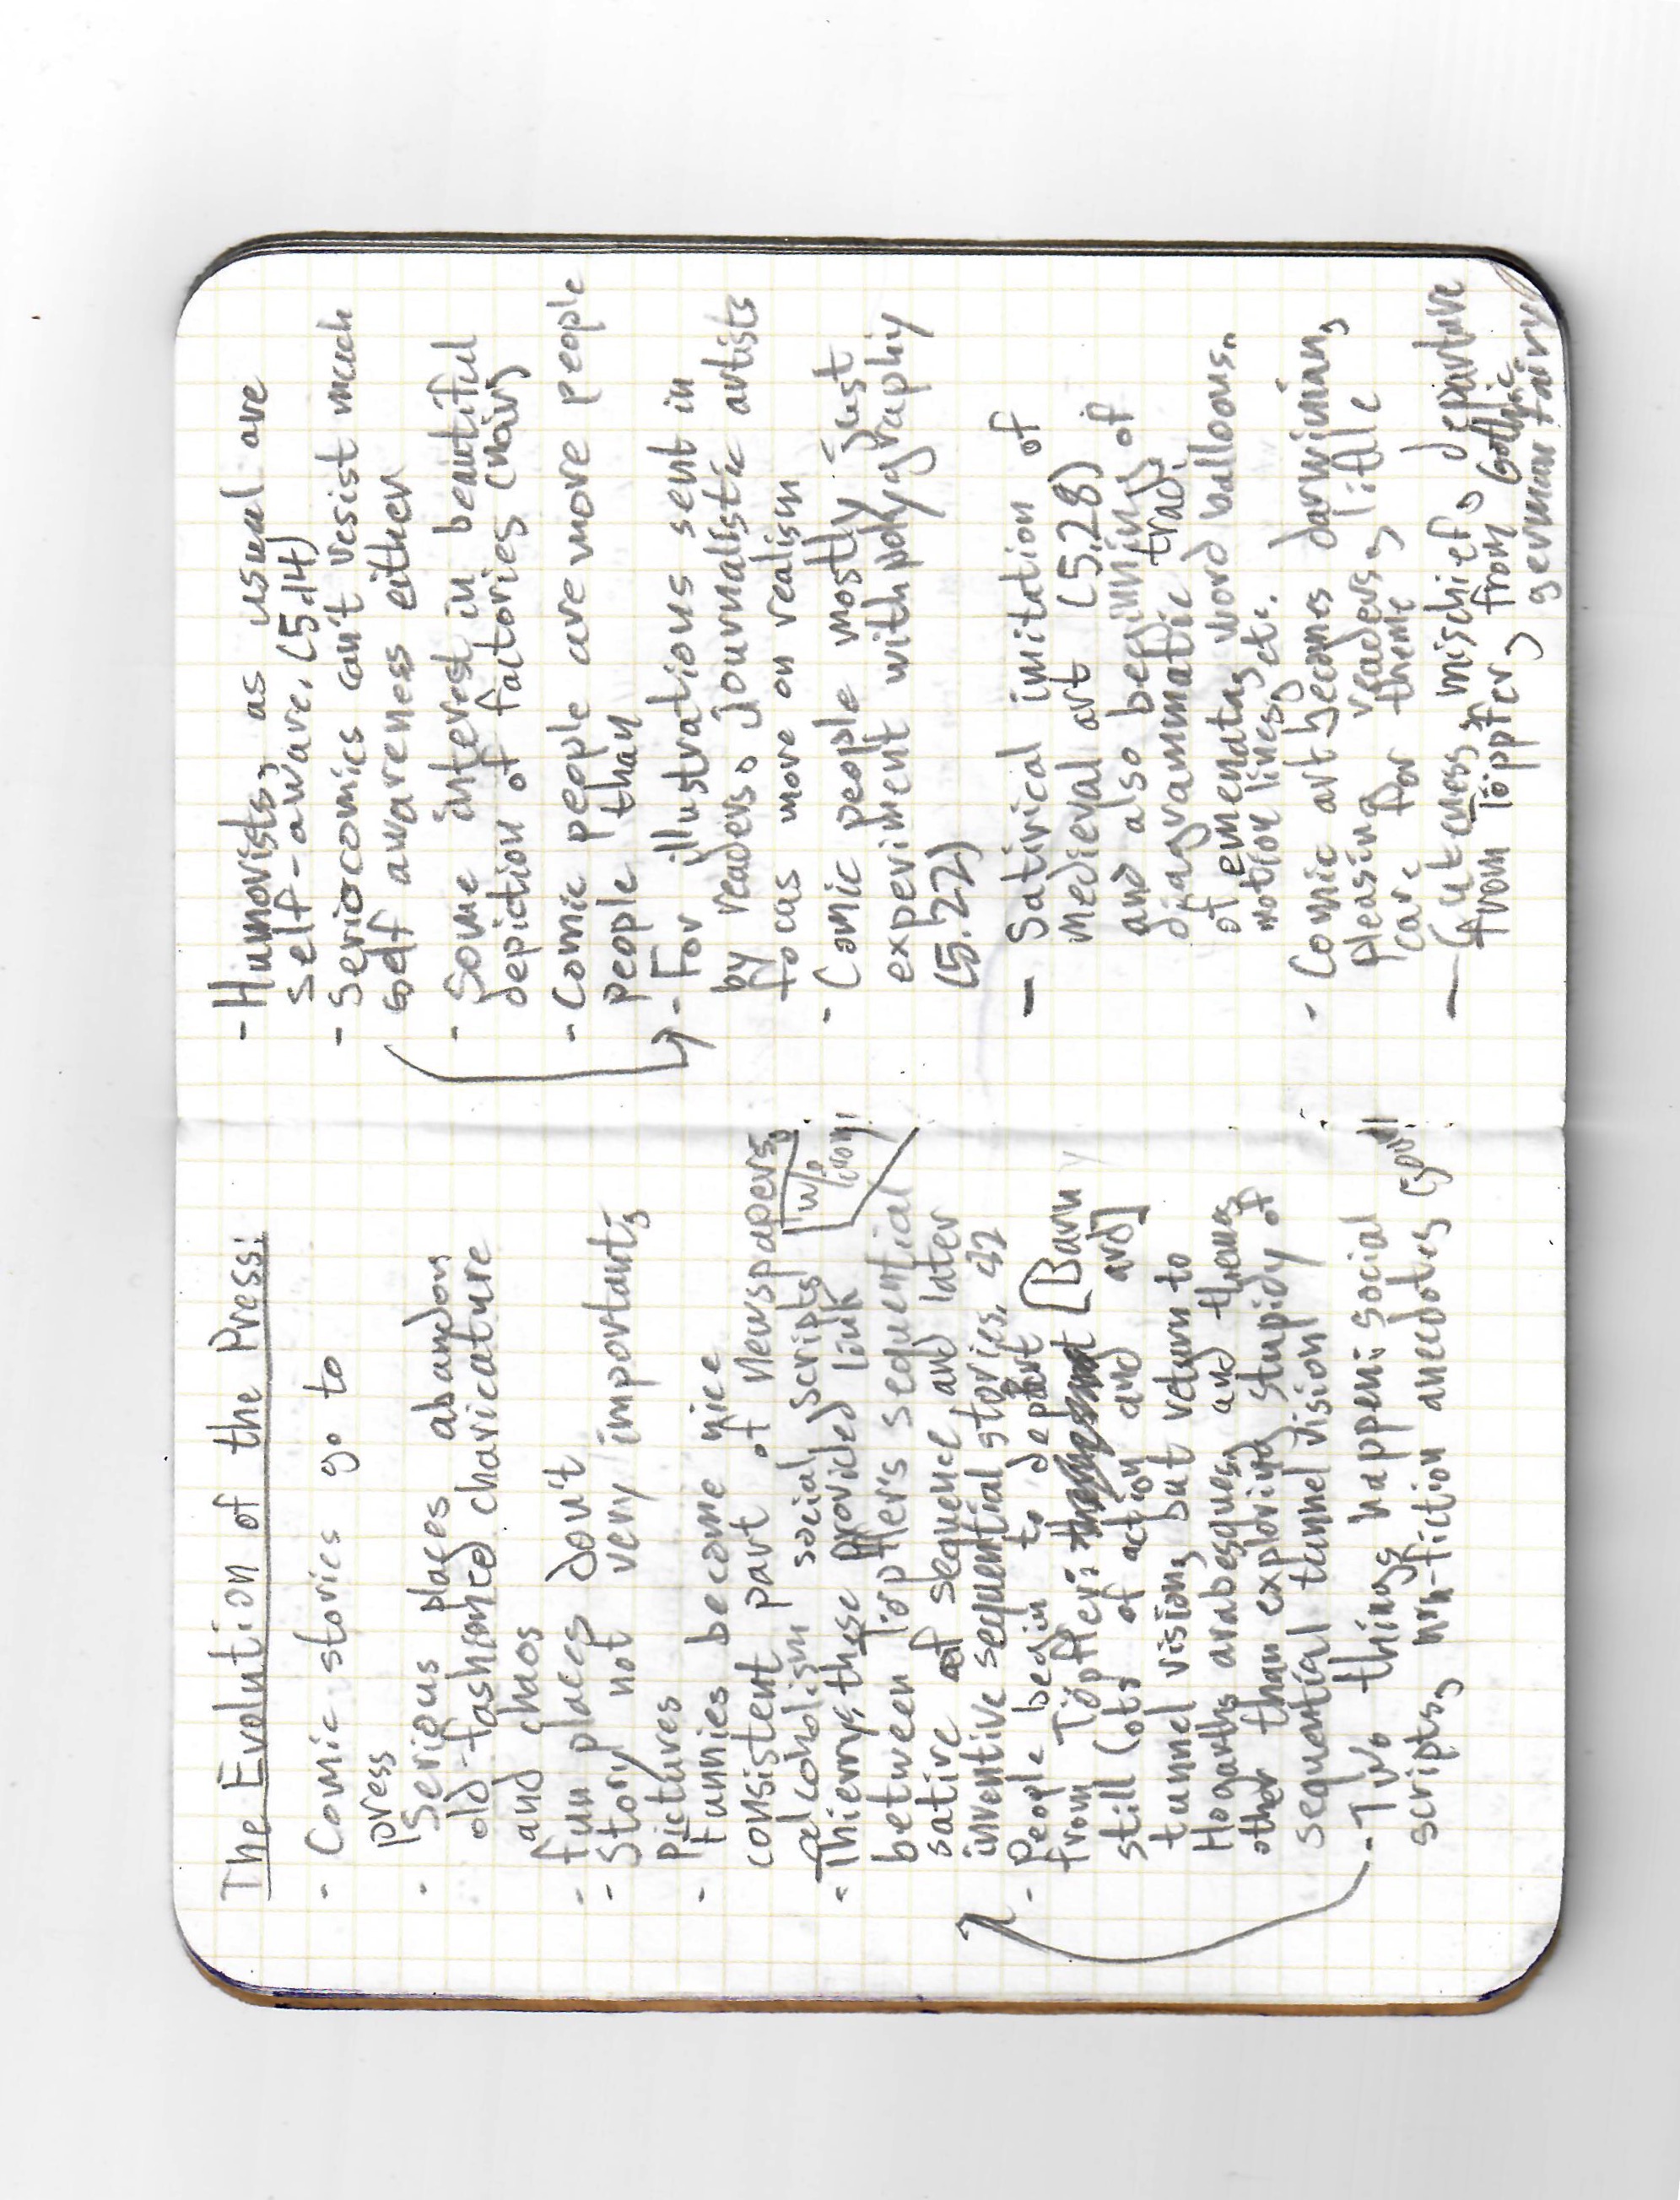 The Evolution of the Press:
- Comic stories go to
press
- Serious places abandon
old-fashioned charicature
and chaos
- fun places don't
- Story not very important,
pictures
- Funnies become nice
consistent part of newspapers,
alcoholism social scripts
[w/o irony]
- Thierry: these provided link
between Töpffer's sequential
satire of sequence, and later
inventive sequential stories. 82
- People begin to depart
from Töpffer: [Barn
still lots of action and ard]
tunnel vision, but return to
Hogarths arabesques, and themes
other than exploring stupidy of
sequential tunnel vision
- Two things happen: social
scripts, non-fiction anecdotes
- Humorists, as usual are
self-aware. (5.14)
- Seriocomics can't resist much
self awareness either
- Some interest in beautiful
depiction of factories (noir)
- Comic people are more people
people than
- For illustrations sent in
by readers, journalistic artists
focus more on realism
- Comic people mostly just
experiment with polygraphy
(5.22)
- Satirical imitation of
medieval art (5.28)
and also beginning of
diagrammatic trad.
of emenata, word balloons,
motion lines, etc.
- Comic art becomes darwinian,
pleasing readers, little
care for theme
- Cuteness, mischief, departure
from Töppfer, from Gothic
german fairy